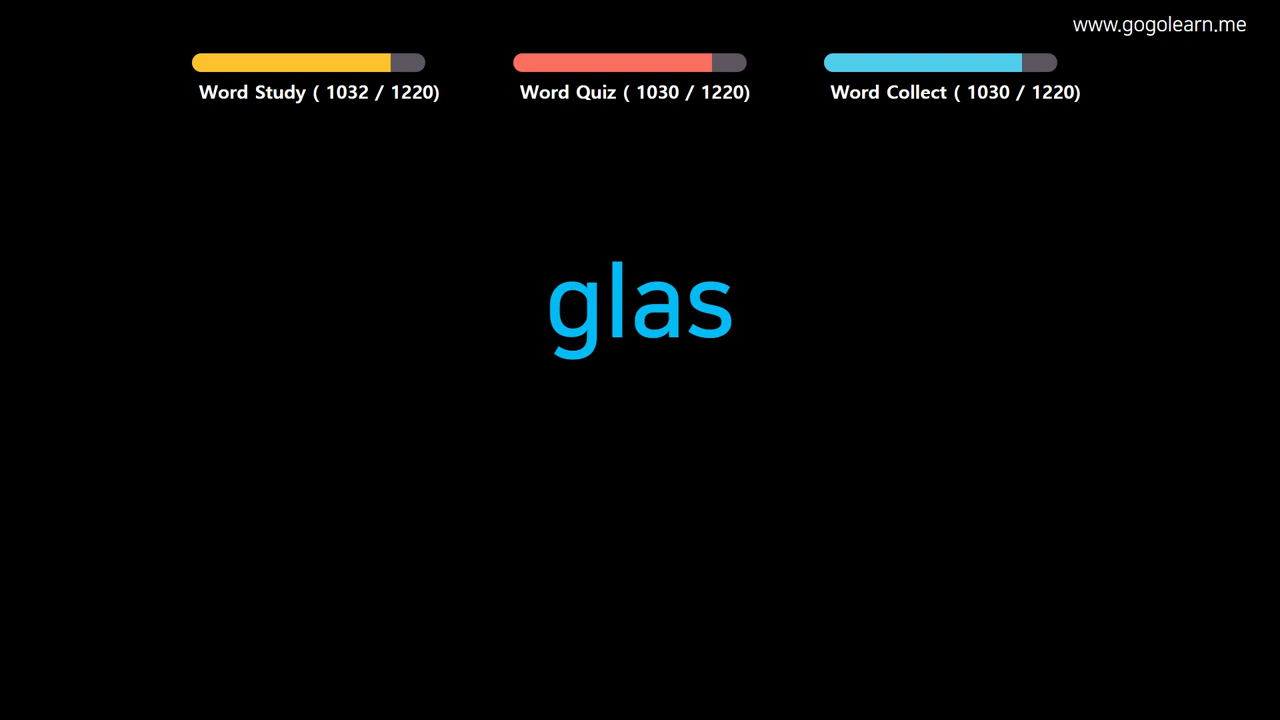 www.gogolearn.me
Word Study ( 1032 / 1220)
Word Quiz ( 1030 / 1220)
Word Collect ( 1030 / 1220)
glas